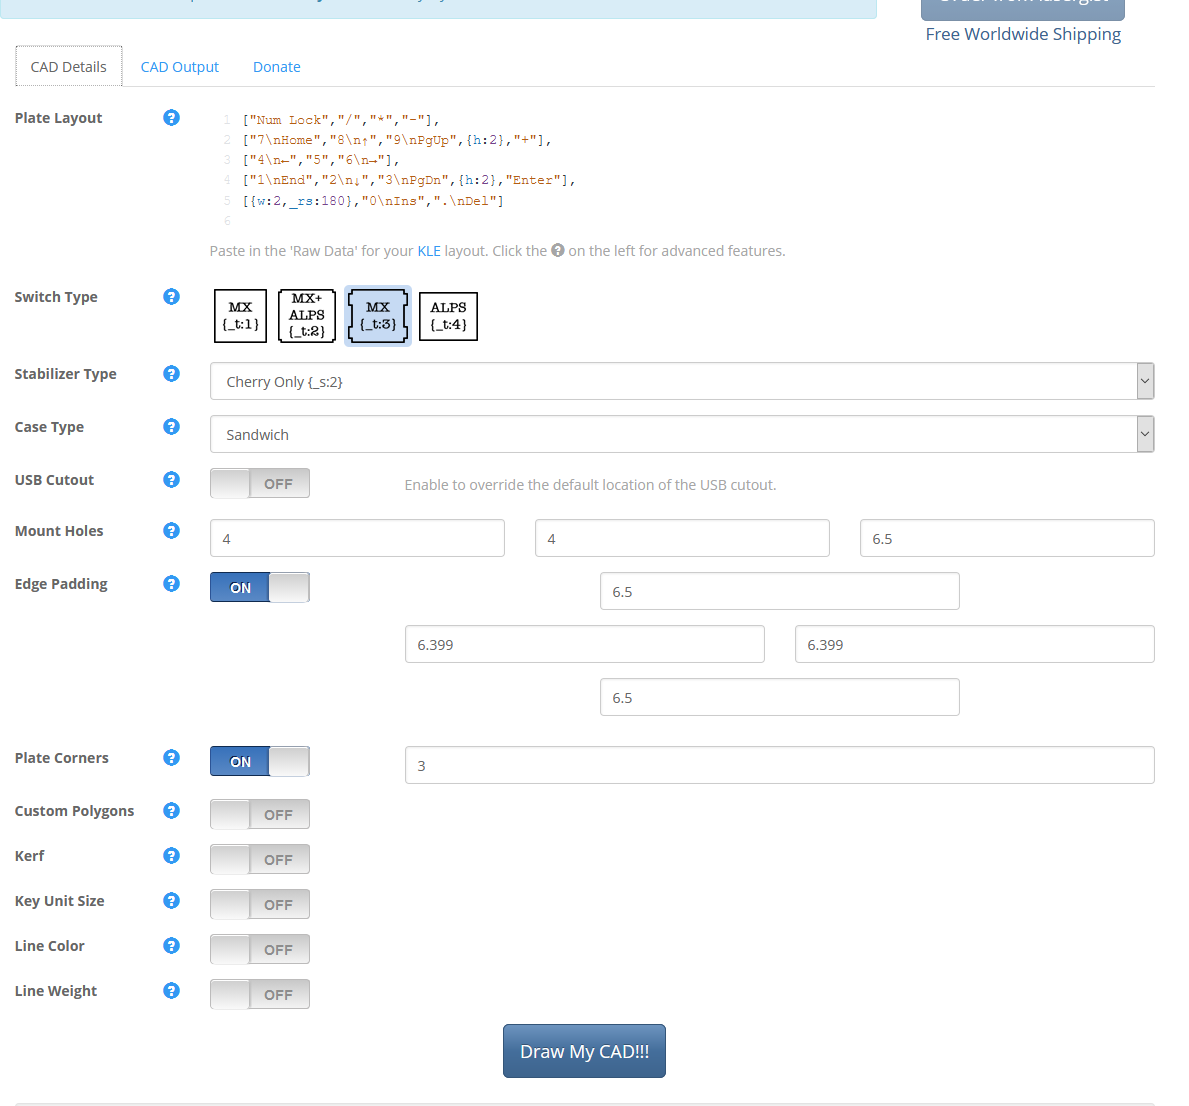 Free Worldwide Shipping
CAD Details CAD Output Donate
Plate Layout ?
1 ["Num Lock","/","*","-"],
2 ["7\nHome","8\n↑","9\nPgUp",{h:2},"+"],
3 ["4\n←","5","6\n→"],
4 ["1\nEnd","2\n↓","3\nPgDn",{h:2},"Enter"],
5 [{w:2,_rs:180},"0\nIns",".\nDel"]
6
Paste in the 'Raw Data' for your KLE layout. Click the ? on the left for advanced features.
Switch Type ?
MX
{_t:1}
MX+
ALPS
{_t:2}
MX
{_t:3}
ALPS
{_t:4}
Stabilizer Type ? Cherry Only {_s:2}
Case Type ? Sandwich
USB Cutout ? OFF Enable to override the default location of the USB cutout.
Mount Holes ? 4 4 6.5
Edge Padding ? ON 6.5
6.399 6.399
6.5
Plate Corners ? ON 3
Custom Polygons ? OFF
Kerf ? OFF
Key Unit Size ? OFF
Line Color ? OFF
Line Weight ? OFF
Draw My CAD!!!